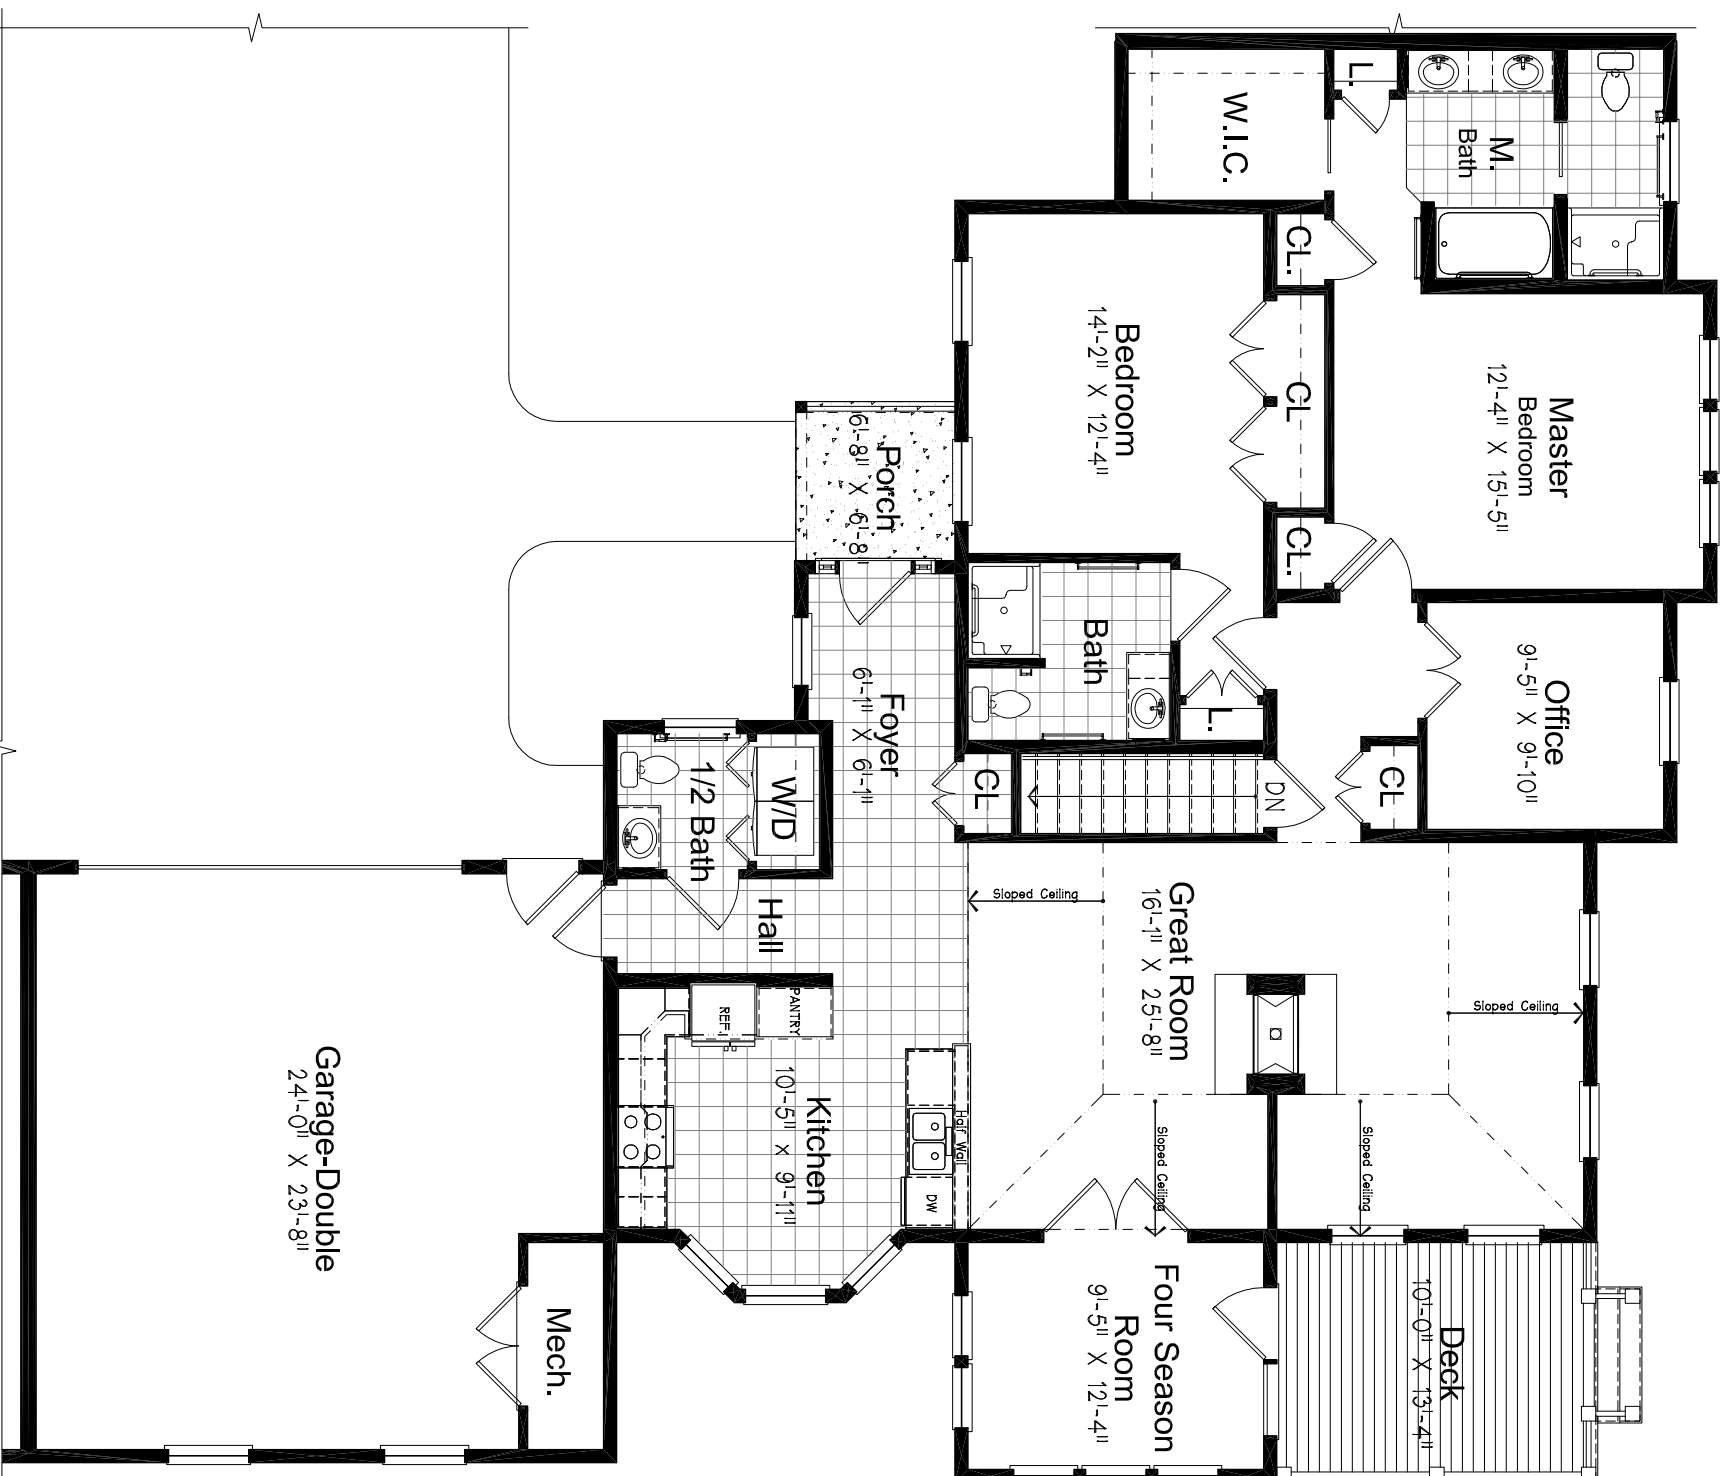 L.
W.I.C.
M.
Bath
CL.
CL
CL.
Bedroom
14'-2" X 12'-4"
Master
Bedroom
12'-4" X 15'-5"
Porch
6'-8" X 6'-8"
Bath
L.
Office
9'-5" X 9'-10"
Foyer
6'-1" X 6'-1"
CL
DN
CL
1/2 Bath
W/D
Hall
Great Room
16'-1" X 25'-8"
Sloped Ceiling
Sloped Ceiling
Sloped Ceiling
Sloped Ceiling
PANTRY
REF.
Kitchen
10'-5" x 9'-11"
Half Wall
DW
Garage-Double
24'-0" X 23'-8"
Mech.
Four Season
Room
9'-5" X 12'-4"
Deck
10'-0" X 13'-4"